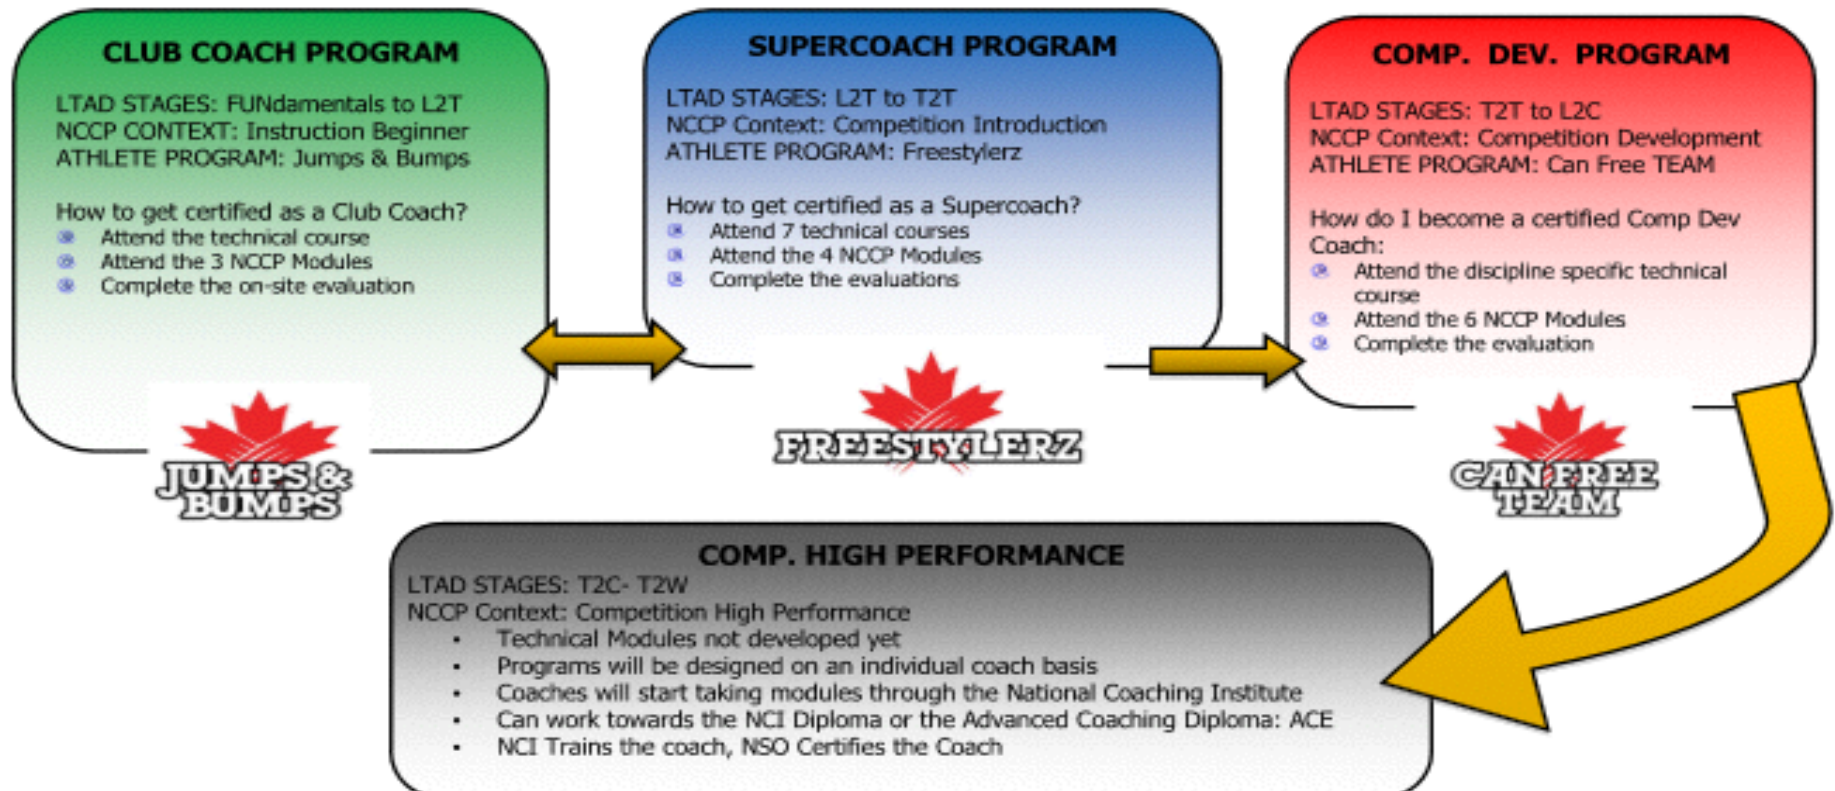 CLUB COACH PROGRAM
LTAD STAGES: FUNdamentals to L2T
NCCP CONTEXT: Instruction Beginner
ATHLETE PROGRAM: Jumps & Bumps
How to get certified as a Club Coach?
Attend the technical course
Attend the 3 NCCP Modules
Complete the on-site evaluation
JUMPS &
BUMPS
SUPERCOACH PROGRAM
LTAD STAGES: L2T to T2T
NCCP Context: Competition Introduction
ATHLETE PROGRAM: Freestylerz
How to get certified as a Supercoach?
Attend 7 technical courses
Attend the 4 NCCP Modules
Complete the evaluations
FREESTYLERZ
COMP. DEV. PROGRAM
LTAD STAGES: T2T to L2C
NCCP Context: Competition Development
ATHLETE PROGRAM: Can Free TEAM
How do I become a certified Comp Dev
Coach:
Attend the discipline specific technical
course
Attend the 6 NCCP Modules
Complete the evaluation
CAN FREE
TEAM
COMP. HIGH PERFORMANCE
LTAD STAGES: T2C- T2W
NCCP Context: Competition High Performance
• Technical Modules not developed yet
• Programs will be designed on an individual coach basis
• Coaches will start taking modules through the National Coaching Institute
• Can work towards the NCI Diploma or the Advanced Coaching Diploma: ACE
• NCI Trains the coach, NSO Certifies the Coach